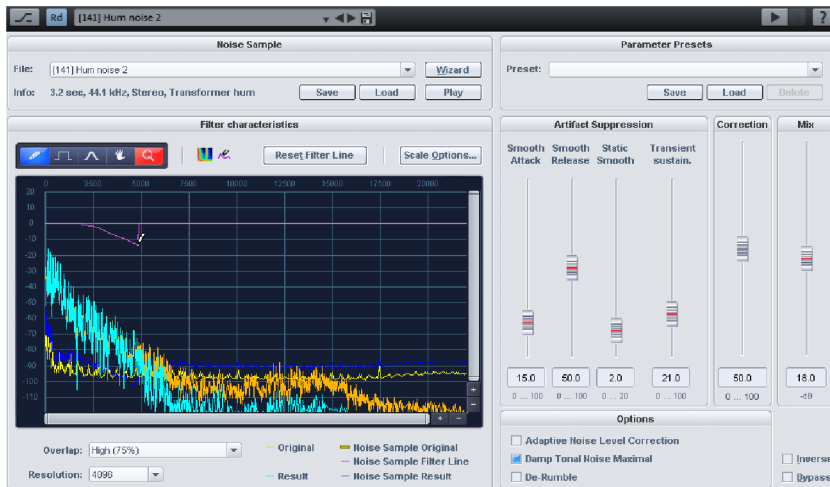 Rd [141] Hum noise 2 ?
Noise Sample
File: [141] Hum noise 2 Wizard
Info: 3.2 sec, 44.1 kHz, Stereo, Transformer hum Save Load Play
Parameter Presets
Preset:
Save Load Delete
Filter characteristics
Reset Filter Line Scale Options...
0 2500 5000 7500 10000 12500 15000 17500 20000
20
10
0
-10
-20
-30
-40
-50
-60
-70
-80
-90
-100
-110
Overlap: High (75%)
Resolution: 4096
Original
Result
Noise Sample Original
Noise Sample Filter Line
Noise Sample Result
Artifact Suppression
Smooth Attack
Smooth Release
Static Smooth
Transient sustain.
15.0 50.0 2.0 21.0
0 ... 100 0 ... 100 0 ... 20 0 ... 100
Correction
50.0
0 ... 100
Mix
18.0
-dB
Options
Adaptive Noise Level Correction
Damp Tonal Noise Maximal
De-Rumble
Inverse
Bypass